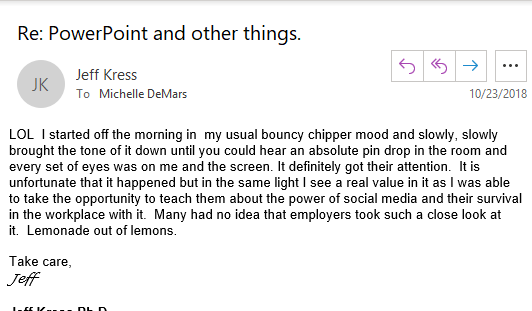 Re: PowerPoint and other things.
JK
Jeff Kress
To Michelle DeMars
10/23/2018
LOL  I started off the morning in  my usual bouncy chipper mood and slowly, slowly
brought the tone of it down until you could hear an absolute pin drop in the room and
every set of eyes was on me and the screen. It definitely got their attention.  It is
unfortunate that it happened but in the same light I see a real value in it as I was able
to take the opportunity to teach them about the power of social media and their survival
in the workplace with it.  Many had no idea that employers took such a close look at
it.  Lemonade out of lemons.
Take care,
Jeff
Jeff Kress Ph.D.